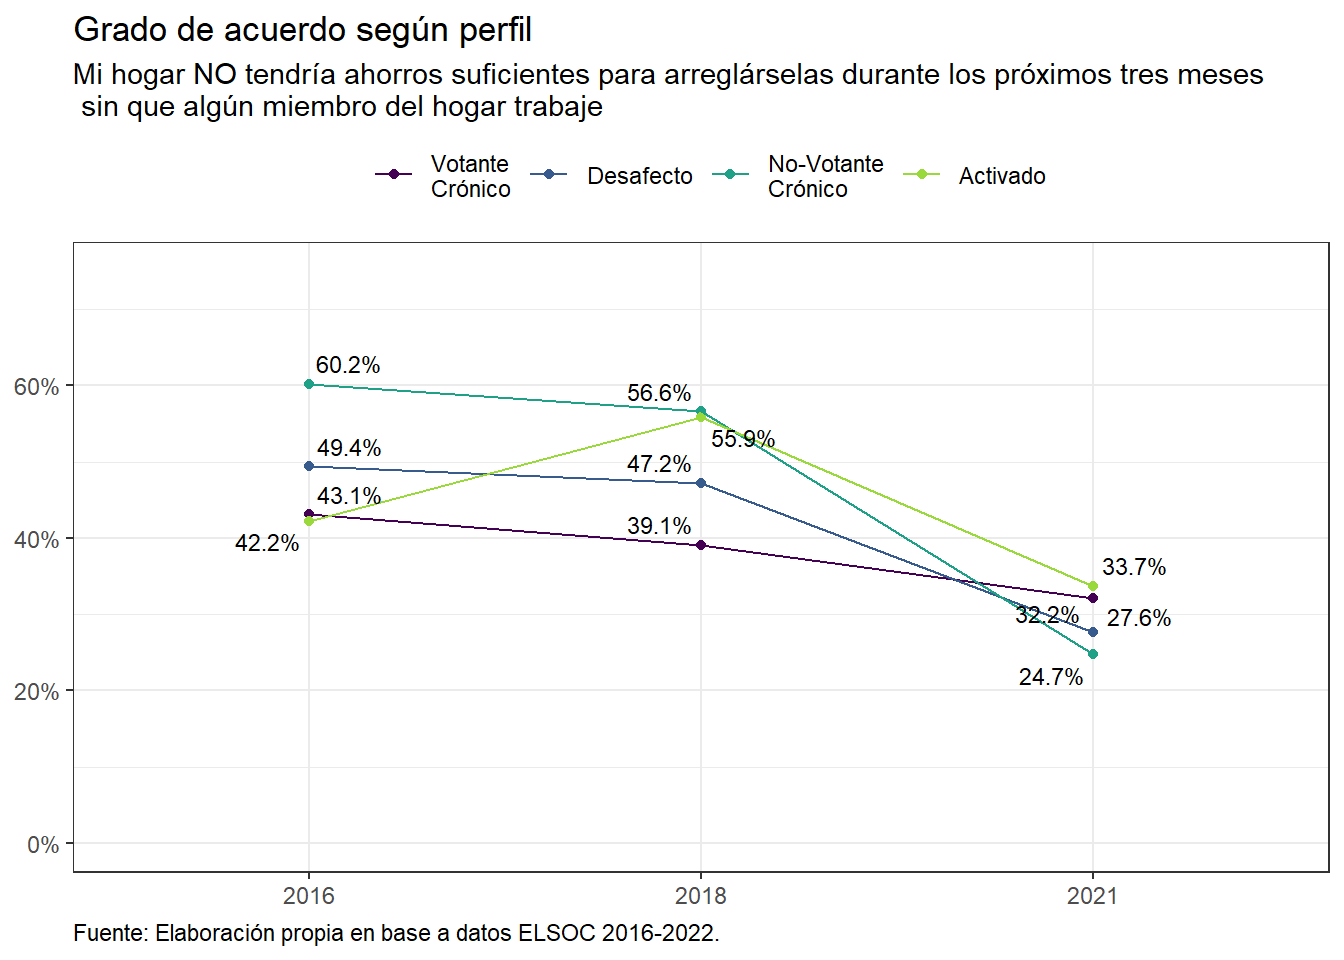 Grado de acuerdo según perfil
Mi hogar NO tendría ahorros suficientes para arreglárselas durante los próximos tres meses
sin que algún miembro del hogar trabaje
Votante
Crónico
Desafecto
No-Votante
Crónico
Activado
60.2%
56.6%
60%
55.9%
49.4%
47.2%
43.1%
39.1%
42.2%
40%
33.7%
32.2%
27.6%
24.7%
20%
0%
2016
2018
2021
Fuente: Elaboración propia en base a datos ELSOC 2016-2022.